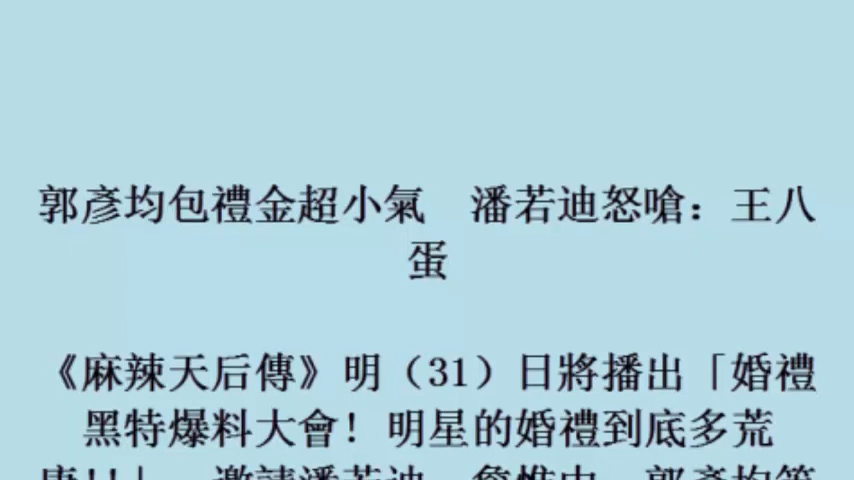 郭彥均包禮金超小氣　潘若迪怒嗆：王八
蛋
《麻辣天后傳》明（31）日將播出「婚禮
黑特爆料大會！明星的婚禮到底多荒